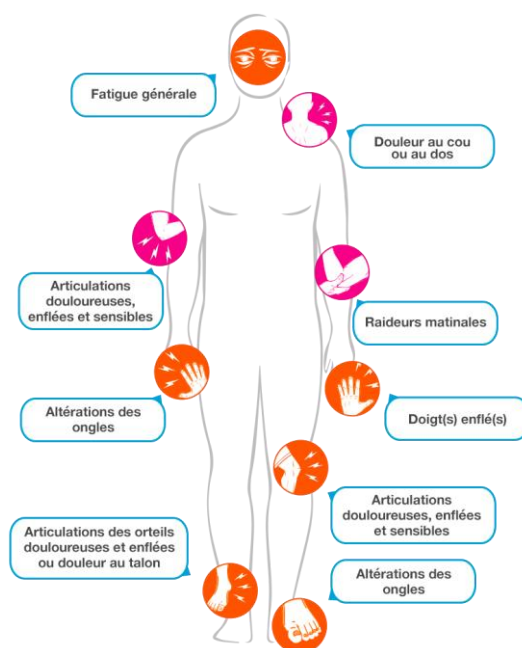 Fatigue générale
Douleur au cou
ou au dos
Articulations
douloureuses,
enflées et sensibles
Raideurs matinales
Altérations des
ongles
Doigt(s) enflé(s)
Articulations
douloureuses, enflées
et sensibles
Articulations des orteils
douloureuses et enflées
ou douleur au talon
Altérations des
ongles